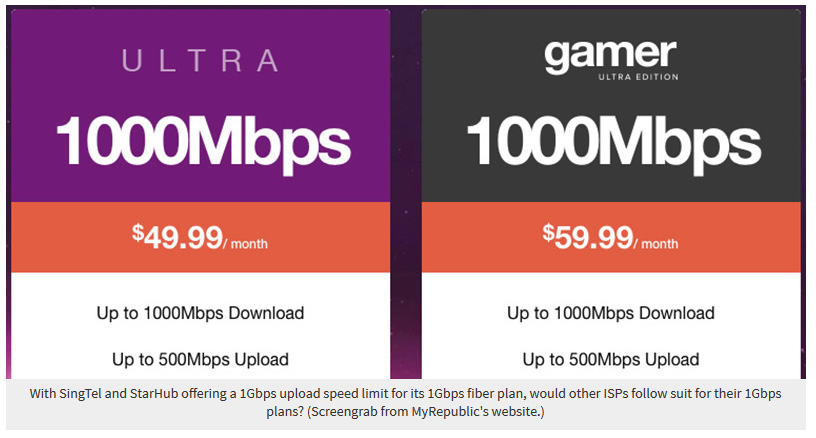 ULTRA
1000Mbps
$49.99/ month
Up to 1000Mbps Download
Up to 500Mbps Upload
gamer
ULTRA EDITION
1000Mbps
$59.99/ month
Up to 1000Mbps Download
Up to 500Mbps Upload
With SingTel and StarHub offering a 1Gbps upload speed limit for its 1Gbps fiber plan, would other ISPs follow suit for their 1Gbps
plans? (Screengrab from MyRepublic's website.)